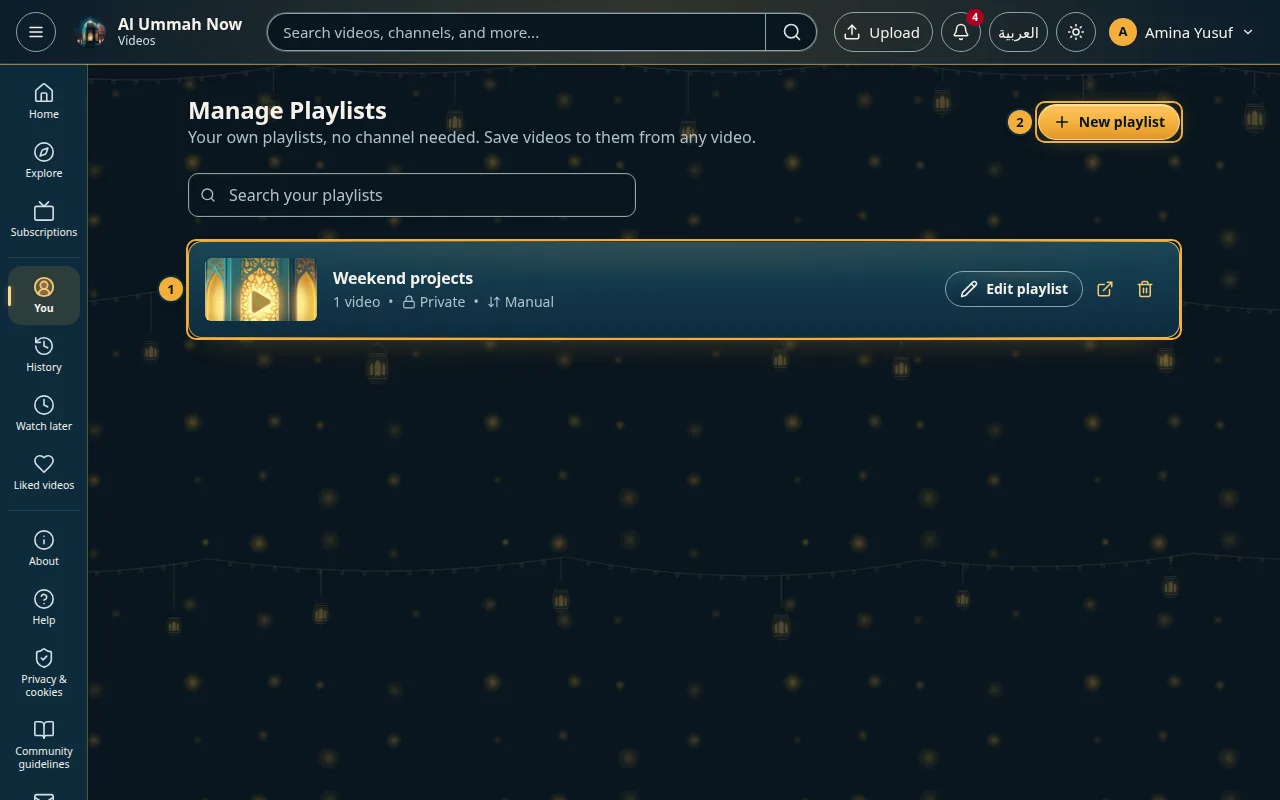 Al Ummah Now
Videos
Search videos, channels, and more...
Upload
4
العربية
A
Amina Yusuf
Home
Explore
Subscriptions
You
History
Watch later
Liked videos
About
Help
Privacy &
cookies
Community
guidelines
Manage Playlists
Your own playlists, no channel needed. Save videos to them from any video.
2
New playlist
Search your playlists
1
Weekend projects
1 video • Private • Manual
Edit playlist